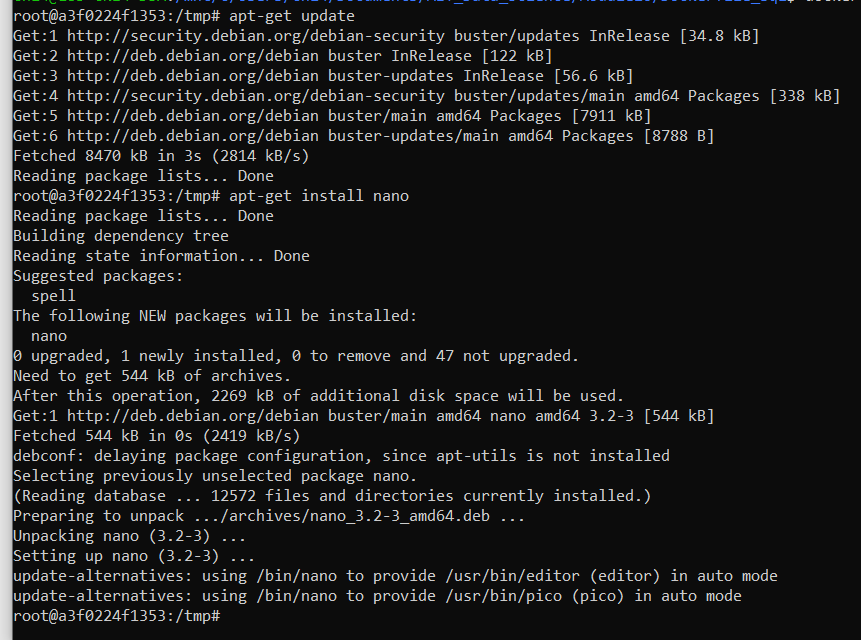 root@a3f0224f1353:/tmp# apt-get update
Get:1 http://security.debian.org/debian-security buster/updates InRelease [34.8 kB]
Get:2 http://deb.debian.org/debian buster InRelease [122 kB]
Get:3 http://deb.debian.org/debian buster-updates InRelease [56.6 kB]
Get:4 http://security.debian.org/debian-security buster/updates/main amd64 Packages [338 kB]
Get:5 http://deb.debian.org/debian buster/main amd64 Packages [7911 kB]
Get:6 http://deb.debian.org/debian buster-updates/main amd64 Packages [8788 B]
Fetched 8470 kB in 3s (2814 kB/s)
Reading package lists... Done
root@a3f0224f1353:/tmp# apt-get install nano
Reading package lists... Done
Building dependency tree
Reading state information... Done
Suggested packages:
  spell
The following NEW packages will be installed:
  nano
0 upgraded, 1 newly installed, 0 to remove and 47 not upgraded.
Need to get 544 kB of archives.
After this operation, 2269 kB of additional disk space will be used.
Get:1 http://deb.debian.org/debian buster/main amd64 nano amd64 3.2-3 [544 kB]
Fetched 544 kB in 0s (2419 kB/s)
debconf: delaying package configuration, since apt-utils is not installed
Selecting previously unselected package nano.
(Reading database ... 12572 files and directories currently installed.)
Preparing to unpack .../archives/nano_3.2-3_amd64.deb ...
Unpacking nano (3.2-3) ...
Setting up nano (3.2-3) ...
update-alternatives: using /bin/nano to provide /usr/bin/editor (editor) in auto mode
update-alternatives: using /bin/nano to provide /usr/bin/pico (pico) in auto mode
root@a3f0224f1353:/tmp#